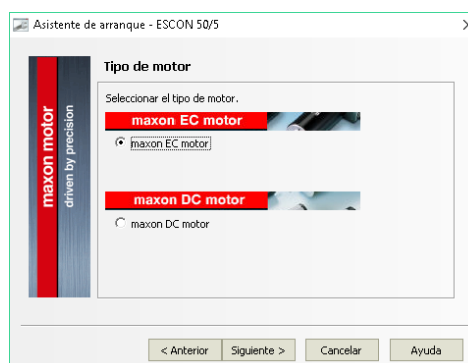 Asistente de arranque - ESCON 50/5
Tipo de motor
Seleccionar el tipo de motor.
maxon EC motor
maxon EC motor
maxon DC motor
maxon DC motor
maxon motor
driven by precision
< Anterior
Siguiente >
Cancelar
Ayuda